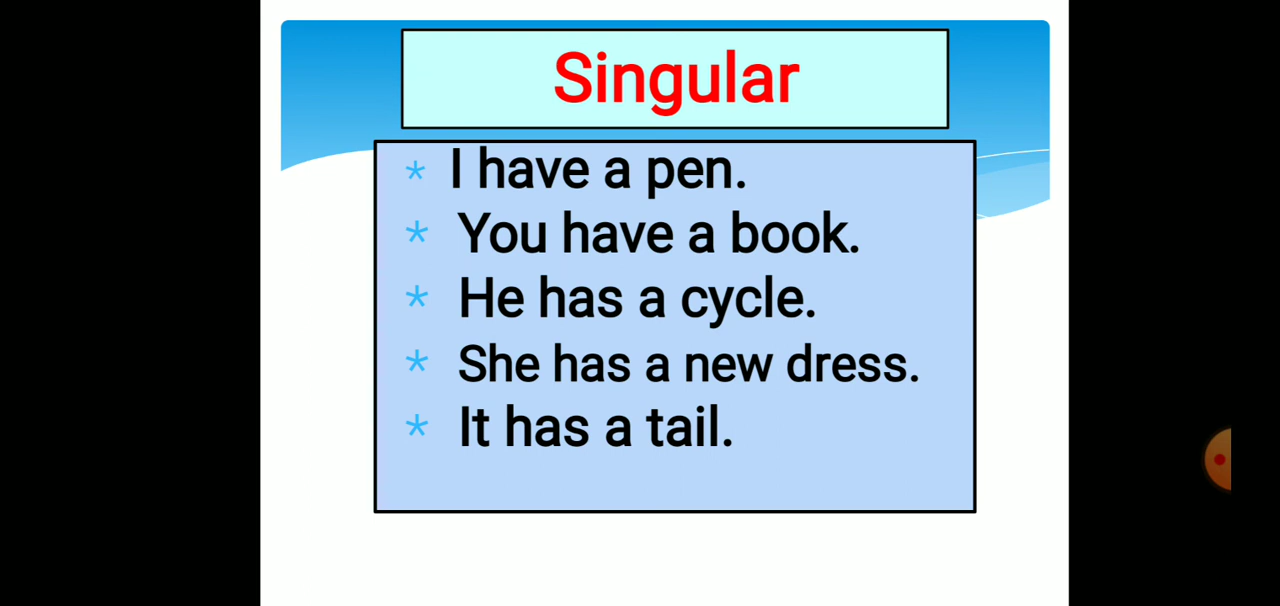 Singular
* I have a pen.
* You have a book.
* He has a cycle.
* She has a new dress.
* It has a tail.